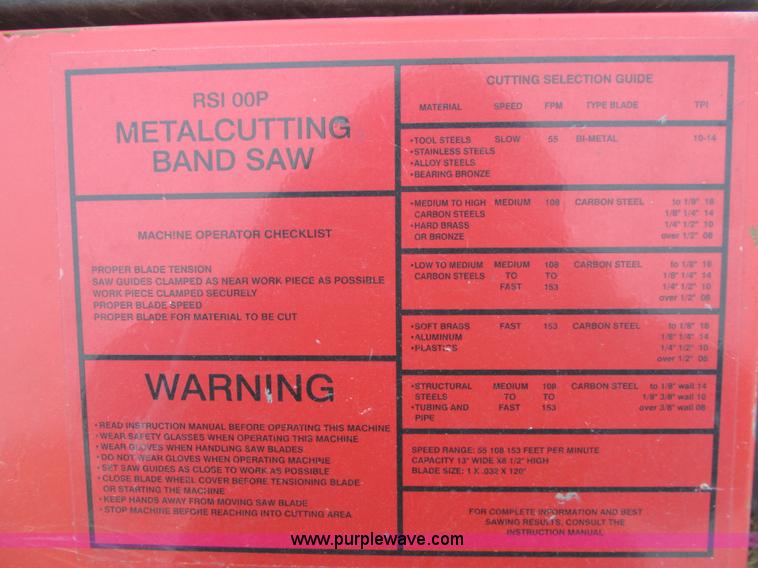 RSI 00P
METALCUTTING
BAND SAW
MACHINE OPERATOR CHECKLIST
PROPER BLADE TENSION
SAW GUIDES CLAMPED AS NEAR WORK PIECE AS POSSIBLE
WORK PIECE CLAMPED SECURELY
PROPER BLADE SPEED
PROPER BLADE FOR MATERIAL TO BE CUT
WARNING
•READ INSTRUCTION MANUAL BEFORE OPERATING THIS MACHINE
•WEAR SAFETY GLASSES WHEN OPERATING THIS MACHINE
•WEAR GLOVES WHEN HANDLING SAW BLADES
•DO NOT WEAR GLOVES WHEN OPERATING MACHINE
•SET SAW GUIDES AS CLOSE TO WORK AS POSSIBLE
•CLOSE BLADE WHEEL COVER BEFORE TENSIONING BLADE
OR STARTING THE MACHINE
•KEEP HANDS AWAY FROM MOVING SAW BLADE
•STOP MACHINE BEFORE REACHING INTO CUTTING AREA
CUTTING SELECTION GUIDE
MATERIAL SPEED FPM TYPE BLADE TPI
•TOOL STEELS SLOW 55 BI-METAL 10-14
•STAINLESS STEELS
•ALLOY STEELS
•BEARING BRONZE
•MEDIUM TO HIGH MEDIUM 108 CARBON STEEL to 1/8" 18
CARBON STEELS 1/8" 1/4" 14
•HARD BRASS 1/4" 1/2" 10
OR BRONZE over 1/2" 08
•LOW TO MEDIUM MEDIUM 108 CARBON STEEL to 1/8" 18
CARBON STEELS TO TO 1/8" 1/4" 14
FAST 153 1/4" 1/2" 10
over 1/2" 08
•SOFT BRASS FAST 153 CARBON STEEL to 1/8" 18
•ALUMINUM 1/8" 1/4" 14
•PLASTICS 1/4" 1/2" 10
over 1/2" 08
•STRUCTURAL MEDIUM 108 CARBON STEEL to 1/8" wall 14
STEELS TO TO 1/8" 3/8" wall 10
•TUBING AND FAST 153 over 3/8" wall 08
PIPE
SPEED RANGE: 55 108 153 FEET PER MINUTE
CAPACITY 13" WIDE X8 1/2" HIGH
BLADE SIZE: 1 X .032 X 120"
FOR COMPLETE INFORMATION AND BEST
SAWING RESULTS, CONSULT THE
INSTRUCTION MANUAL
www.purplewave.com